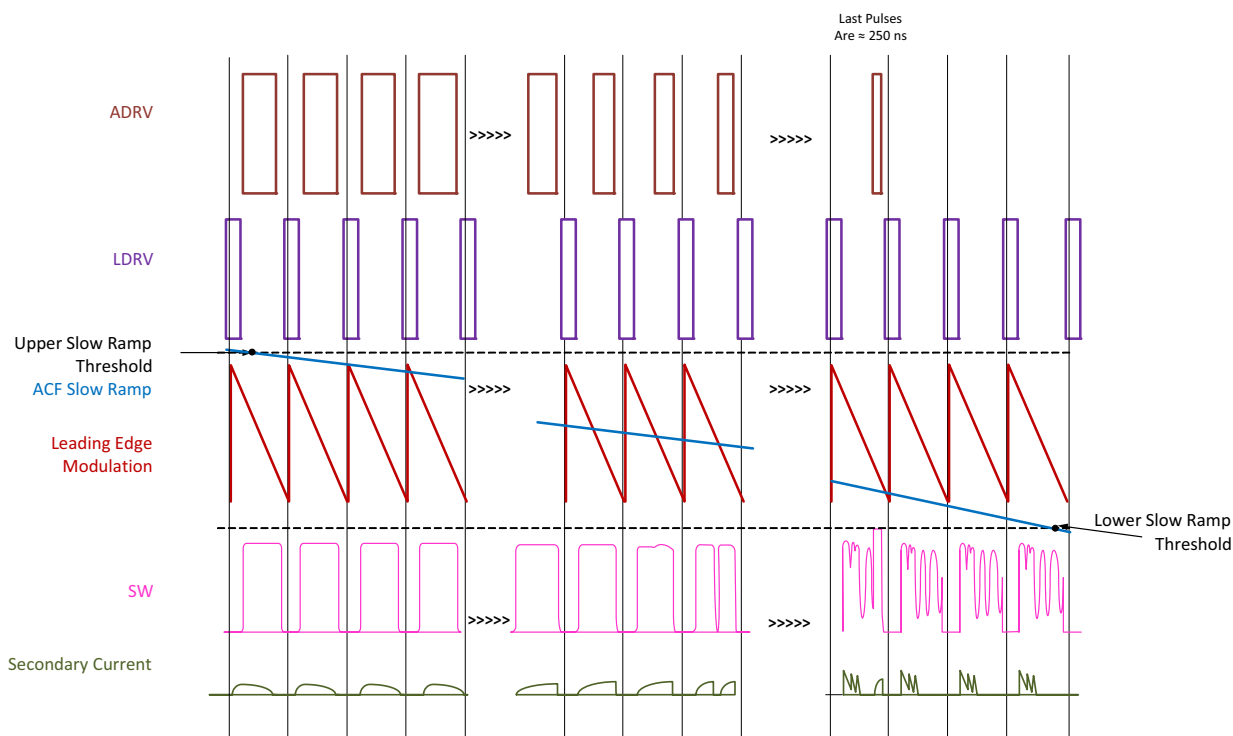 Last Pulses
Are ≈ 250 ns
ADRV
>>>>>
>>>>>
LDRV
Upper Slow Ramp
Threshold
ACF Slow Ramp
>>>>>
>>>>>
Leading Edge
Modulation
Lower Slow Ramp
Threshold
SW
>>>>>
>>>>>
Secondary Current